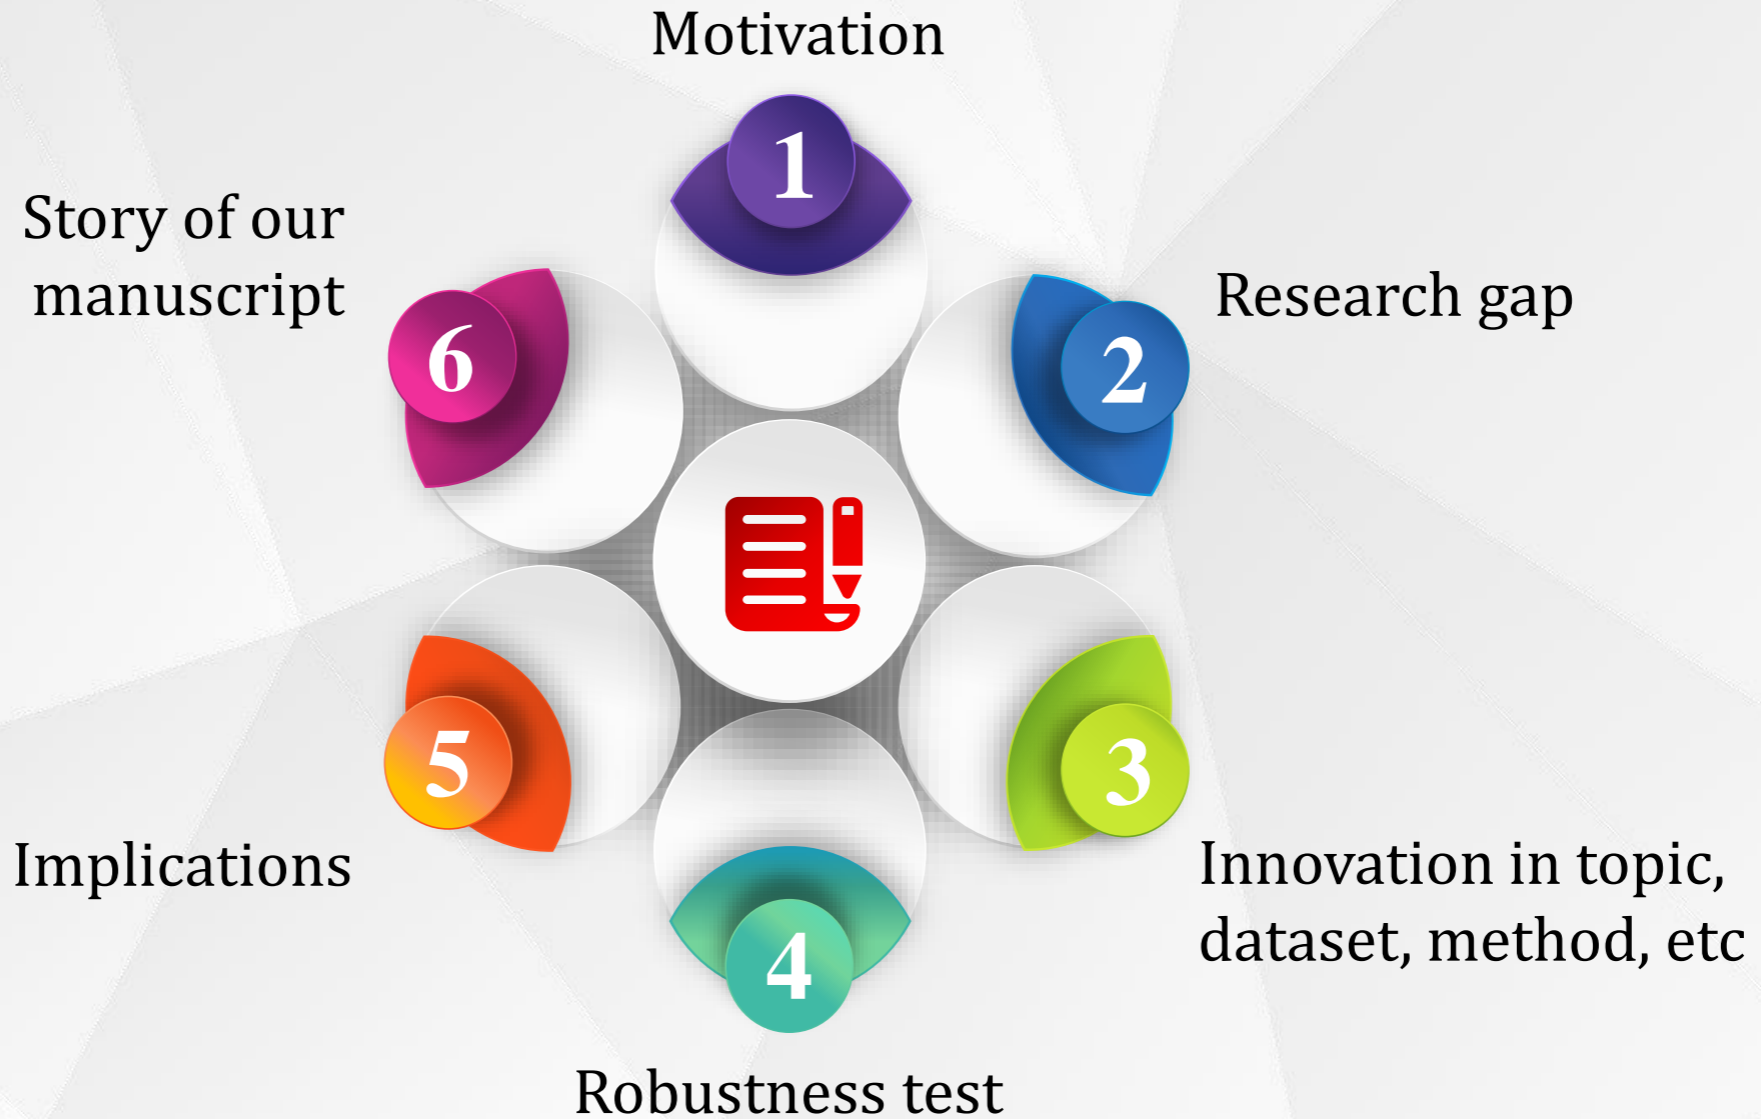 Motivation
1
2
Research gap
3
Innovation in topic,
dataset, method, etc
4
Robustness test
5
Implications
6
Story of our
manuscript